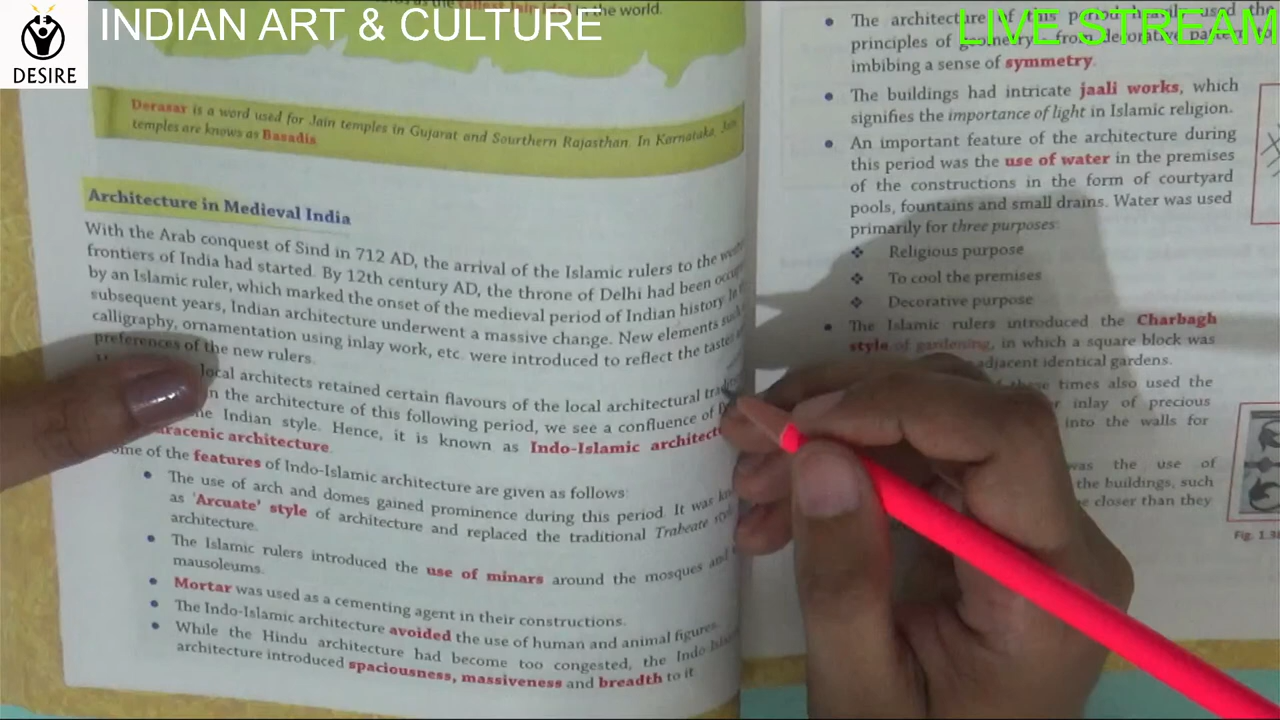 INDIAN ART & CULTURE
LIVE STREAM
DESIRE
tallest Jain idol in the world.
Derasar is a word used for Jain temples in Gujarat and Sourthern Rajasthan. In Karnataka, Jain
temples are knows as Basadis
Architecture in Medieval India
With the Arab conquest of Sind in 712 AD, the arrival of the Islamic rulers to the
frontiers of India had started. By 12th century AD, the throne of Delhi had been
by an Islamic ruler, which marked the onset of the medieval period of Indian history. In
subsequent years, Indian architecture underwent a massive change. New elements such
calligraphy, ornamentation using inlay work, etc. were introduced to reflect the tastes
preferences of the new rulers.
local architects retained certain flavours of the local architectural
the architecture of this following period, we see a confluence of
Indian style. Hence, it is known as Indo-Islamic
architecture.
of the features of Indo-Islamic architecture are given as follows:
• The use of arch and domes gained prominence during this period. It was
as 'Arcuate' style of architecture and replaced the traditional Trabeate
architecture.
• The Islamic rulers introduced the use of minars around the mosques and
mausoleums.
• Mortar was used as a cementing agent in their constructions.
• The Indo-Islamic architecture avoided the use of human and animal figures.
• While the Hindu architecture had become too congested, the
architecture introduced spaciousness, massiveness and breadth to it.
• The architecture of this period heavily used the
principles of geometry, from decorative
imbibing a sense of symmetry.
• The buildings had intricate jaali works, which
signifies the importance of light in Islamic religion.
• An important feature of the architecture during
this period was the use of water in the premises
of the constructions in the form of courtyard
pools, fountains and small drains. Water was used
primarily for three purposes:
❖ Religious purpose
❖ To cool the premises
❖ Decorative purpose
• The Islamic rulers introduced the Charbagh
style of gardening, in which a square block was
adjacent identical gardens.
these times also used the
inlay of precious
into the walls for
was the use of
the buildings, such
closer than they